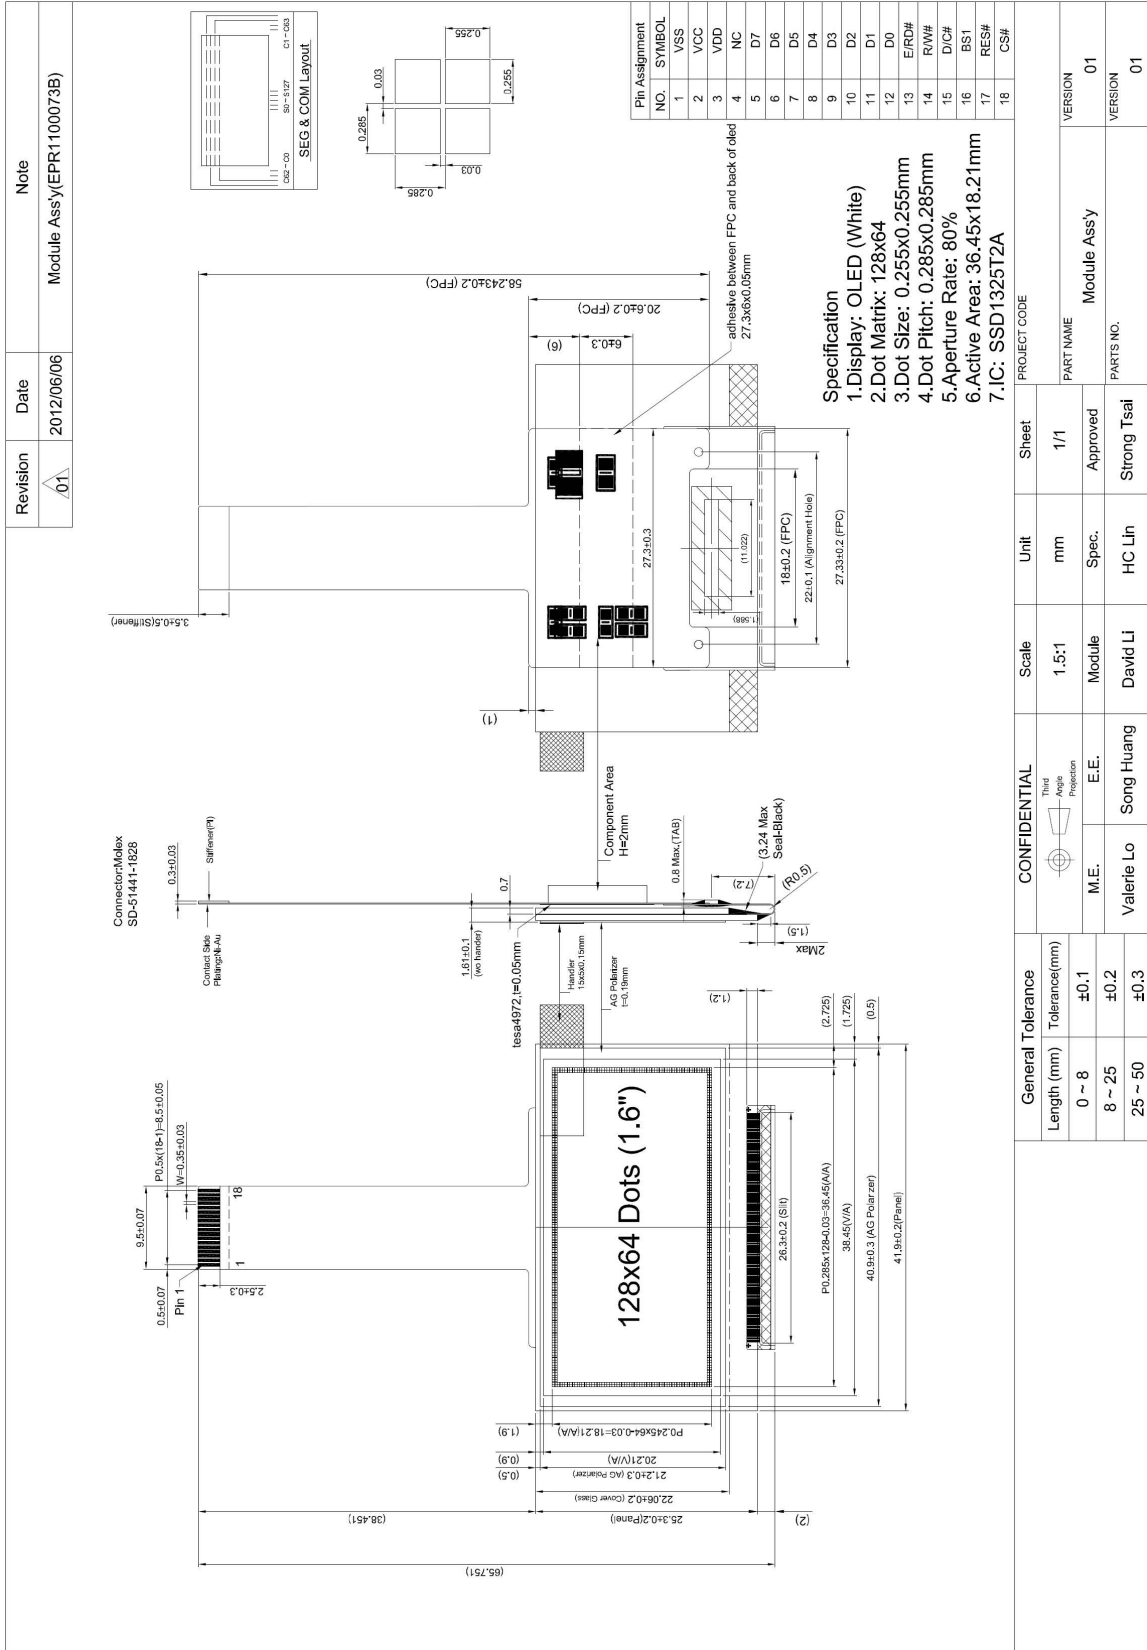 Revision Date Note
01 2012/06/06 Module Ass'y(EPR1100073B)
C62 ~ C0 S0 ~ S127 C1 ~ C63
SEG & COM Layout
0.285
0.03
0.255
0.285
0.03
0.255
Connector:Molex
SD-51441-1828
0.3±0.03
Contact Side
Plating:Ni-Au
Stiffener(PI)
1.61±0.1
(wo hander)
0.7
tesa4972,t=0.05mm
Handler
15x5x0.15mm
AG Polarizer
t=0.19mm
Component Area
H=2mm
0.8 Max.(TAB)
(7.2)
(3.24 Max
Seal-Black)
(R0.5)
(1.5)
2Max
P0.5x(18-1)=8.5±0.05
W=0.35±0.03
9.5±0.07
0.5±0.07
Pin 1
1
18
2.5±0.3
128x64 Dots (1.6")
(1.2)
(2.725)
(1.725)
(0.5)
26.3±0.2 (Slit)
P0.285x128-0.03=36.45(A/A)
38.45(V/A)
40.9±0.3 (AG Polarizer)
41.9±0.2(Panel)
(1.9)
P0.245x64-0.03=18.21(A/A)
(0.9)
20.21(V/A)
(0.5)
21.2±0.3 (AG Polarizer)
22.06±0.2 (Cover Glass)
(38.451)
25.3±0.2(Panel)
(2)
(65.751)
3.5±0.5(Stiffener)
58.243±0.2 (FPC)
20.6±0.2 (FPC)
(6)
6±0.3
(1)
27.3±0.3
adhesive between FPC and back of oled
27.3x6x0.05mm
(11.022)
(1.588)
18±0.2 (FPC)
22±0.1 (Alignment Hole)
27.33±0.2 (FPC)
Specification
1.Display: OLED (White)
2.Dot Matrix: 128x64
3.Dot Size: 0.255x0.255mm
4.Dot Pitch: 0.285x0.285mm
5.Aperture Rate: 80%
6.Active Area: 36.45x18.21mm
7.IC: SSD1325T2A
Pin Assignment
NO. SYMBOL
1 VSS
2 VCC
3 VDD
4 NC
5 D7
6 D6
7 D5
8 D4
9 D3
10 D2
11 D1
12 D0
13 E/RD#
14 R/W#
15 D/C#
16 BS1
17 RES#
18 CS#
General Tolerance
Length (mm) Tolerance(mm)
0 ~ 8 ±0.1
8 ~ 25 ±0.2
25 ~ 50 ±0.3
CONFIDENTIAL
Third
Angle
Projection
Scale Unit Sheet
1.5:1 mm 1/1
M.E. E.E. Module Spec. Approved
Valerie Lo Song Huang David Li HC Lin Strong Tsai
PROJECT CODE
PART NAME
Module Ass'y
VERSION
01
PARTS NO.
VERSION
01